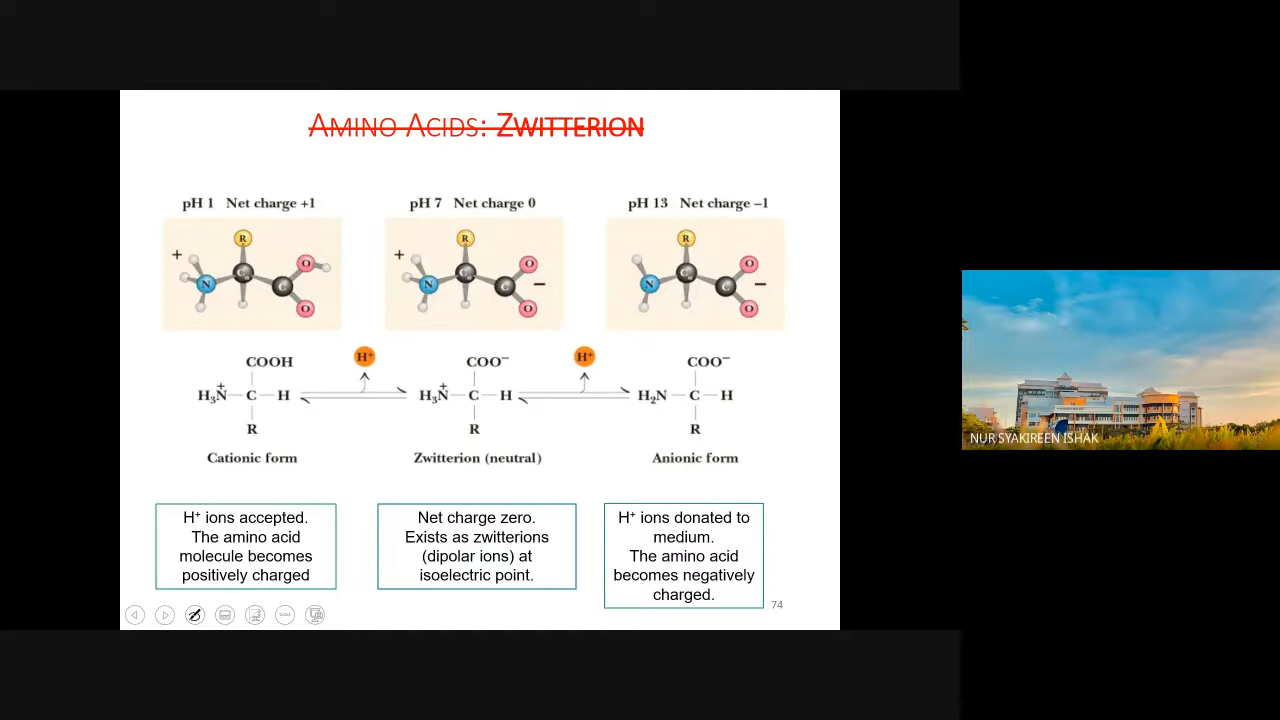 AMINO ACIDS: ZWITTERION
pH 1 Net charge +1
pH 7 Net charge 0
pH 13 Net charge –1
+ R N Cα C O O
+ R N Cα C O O –
R N Cα C O O –
COOH
H₃N⁺ — C — H
R
Cationic form
H⁺
COO⁻
H₃N⁺ — C — H
R
Zwitterion (neutral)
H⁺
COO⁻
H₂N — C — H
R
Anionic form
H⁺ ions accepted.
The amino acid
molecule becomes
positively charged
Net charge zero.
Exists as zwitterions
(dipolar ions) at
isoelectric point.
H⁺ ions donated to
medium.
The amino acid
becomes negatively
charged.
74
NUR SYAKIREEN ISHAK